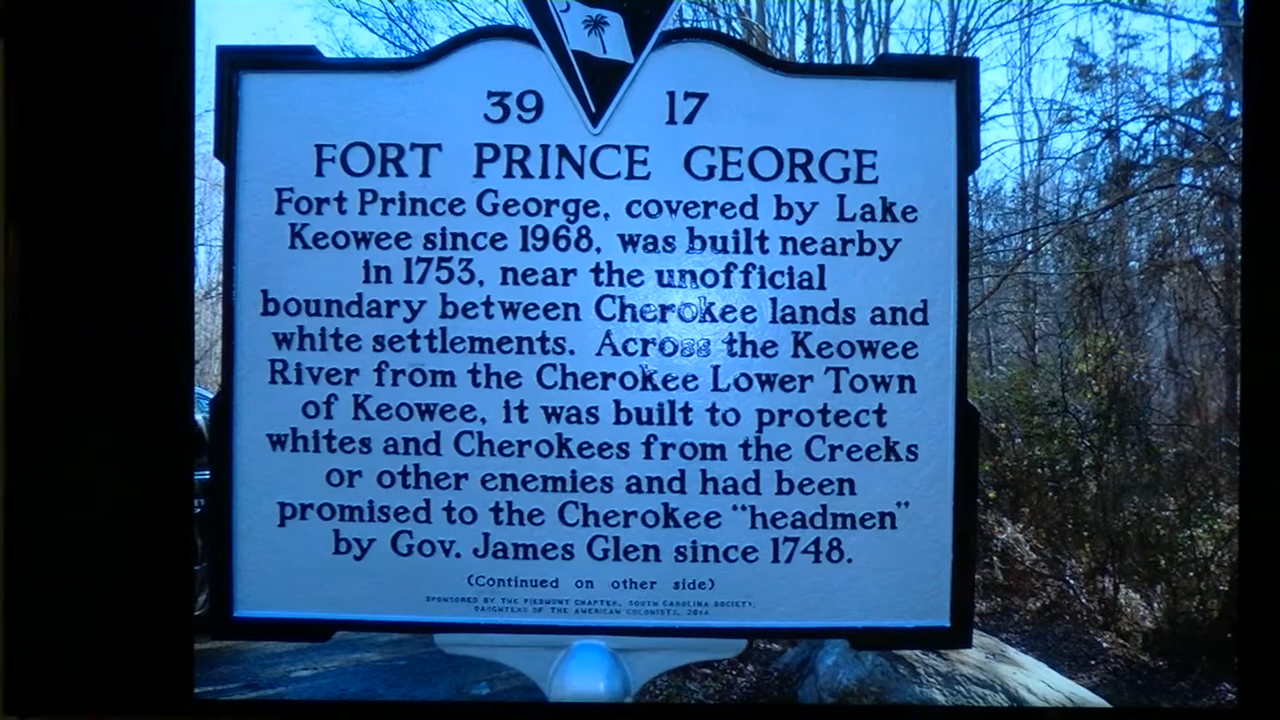 39 17
FORT PRINCE GEORGE
Fort Prince George, covered by Lake
Keowee since 1968, was built nearby
in 1753, near the unofficial
boundary between Cherokee lands and
white settlements. Across the Keowee
River from the Cherokee Lower Town
of Keowee, it was built to protect
whites and Cherokees from the Creeks
or other enemies and had been
promised to the Cherokee “headmen”
by Gov. James Glen since 1748.
(Continued on other side)
SPONSORED BY THE PIEDMONT CHAPTER, SOUTH CAROLINA SOCIETY,
DAUGHTERS OF THE AMERICAN COLONISTS, 2014